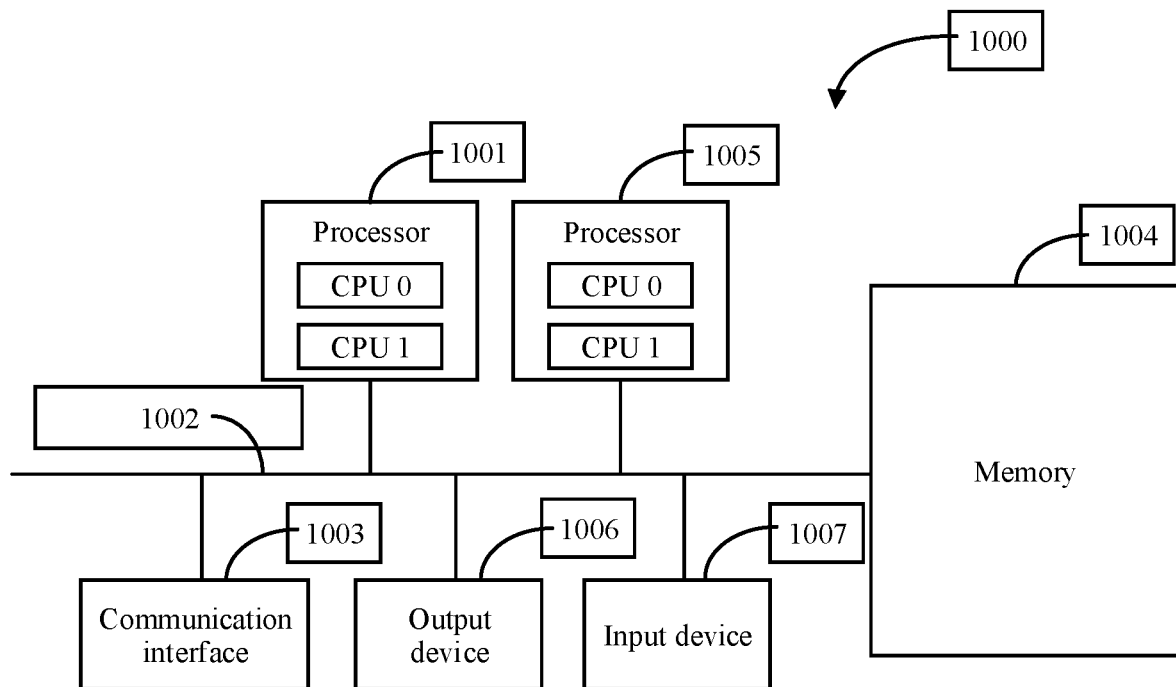 1000
1001
1005
Processor
CPU 0
CPU 1
Processor
CPU 0
CPU 1
1004
Memory
1002
1003
1006
1007
Communication
interface
Output
device
Input device